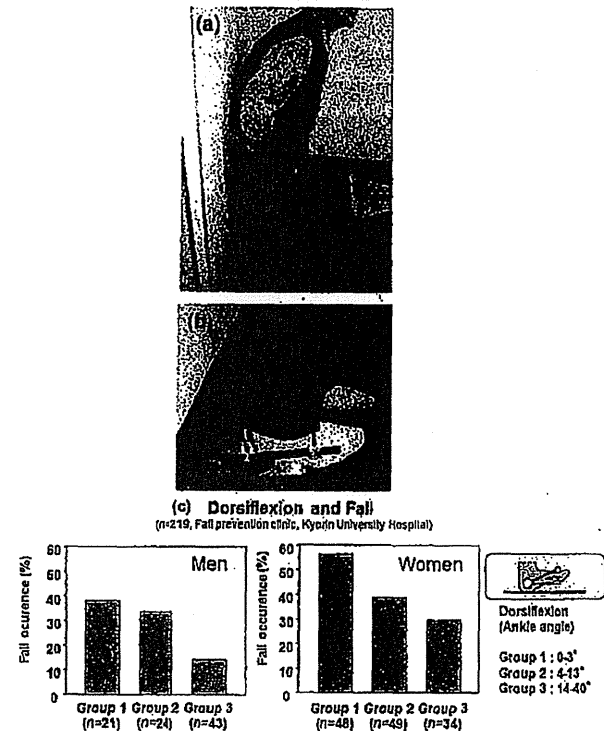 (a)
(b)
(c) Dorsiflexion and Fall
(n=219, Fall prevention clinic, Kyorin University Hospital)
Fall occurence (%)
60
60
40
30
20
10
0
Men
Group 1
(n=21)
Group 2
(n=24)
Group 3
(n=43)
Fall ocurence (%)
60
50
40
30
20
10
0
Women
Group 1
(n=48)
Group 2
(n=49)
Group 3
(n=34)
Dorsiflexion
(Ankle angle)
Group 1 : 0-3°
Group 2 : 4-13°
Group 3 : 14-40°